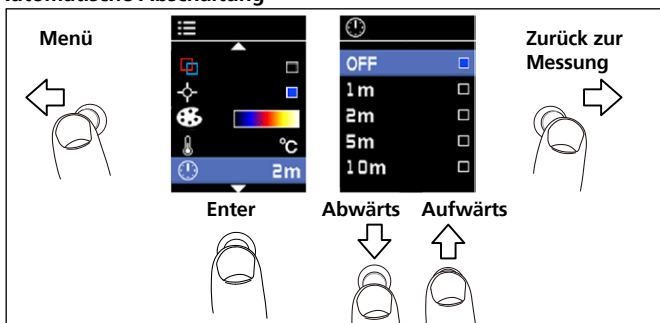 Automatische Abschaltung
Menü
°C
2m
OFF
1m
2m
5m
10m
Zurück zur
Messung
Enter
Abwärts
Aufwärts